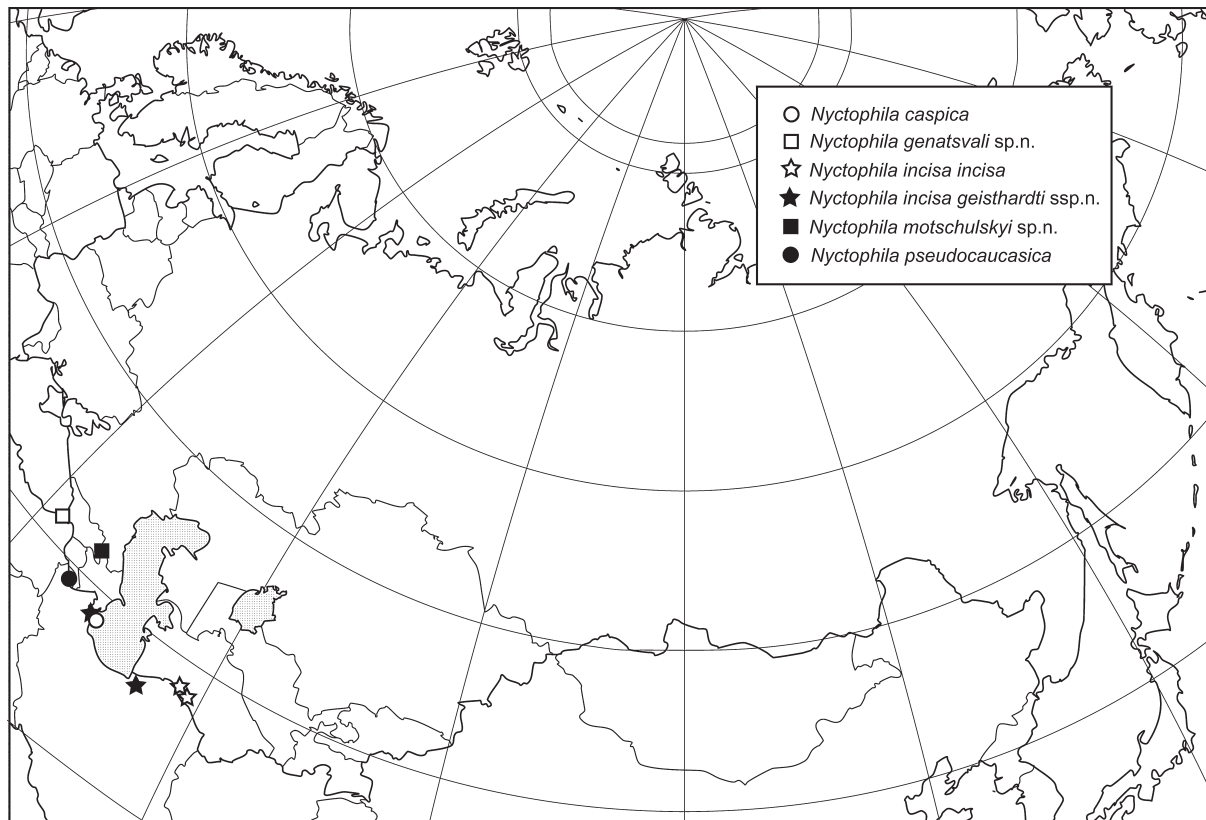 Nyctophila caspica
Nyctophila genatsvali sp.n.
Nyctophila incisa incisa
Nyctophila incisa geisthardti ssp.n.
Nyctophila motschulskyi sp.n.
Nyctophila pseudocaucasica